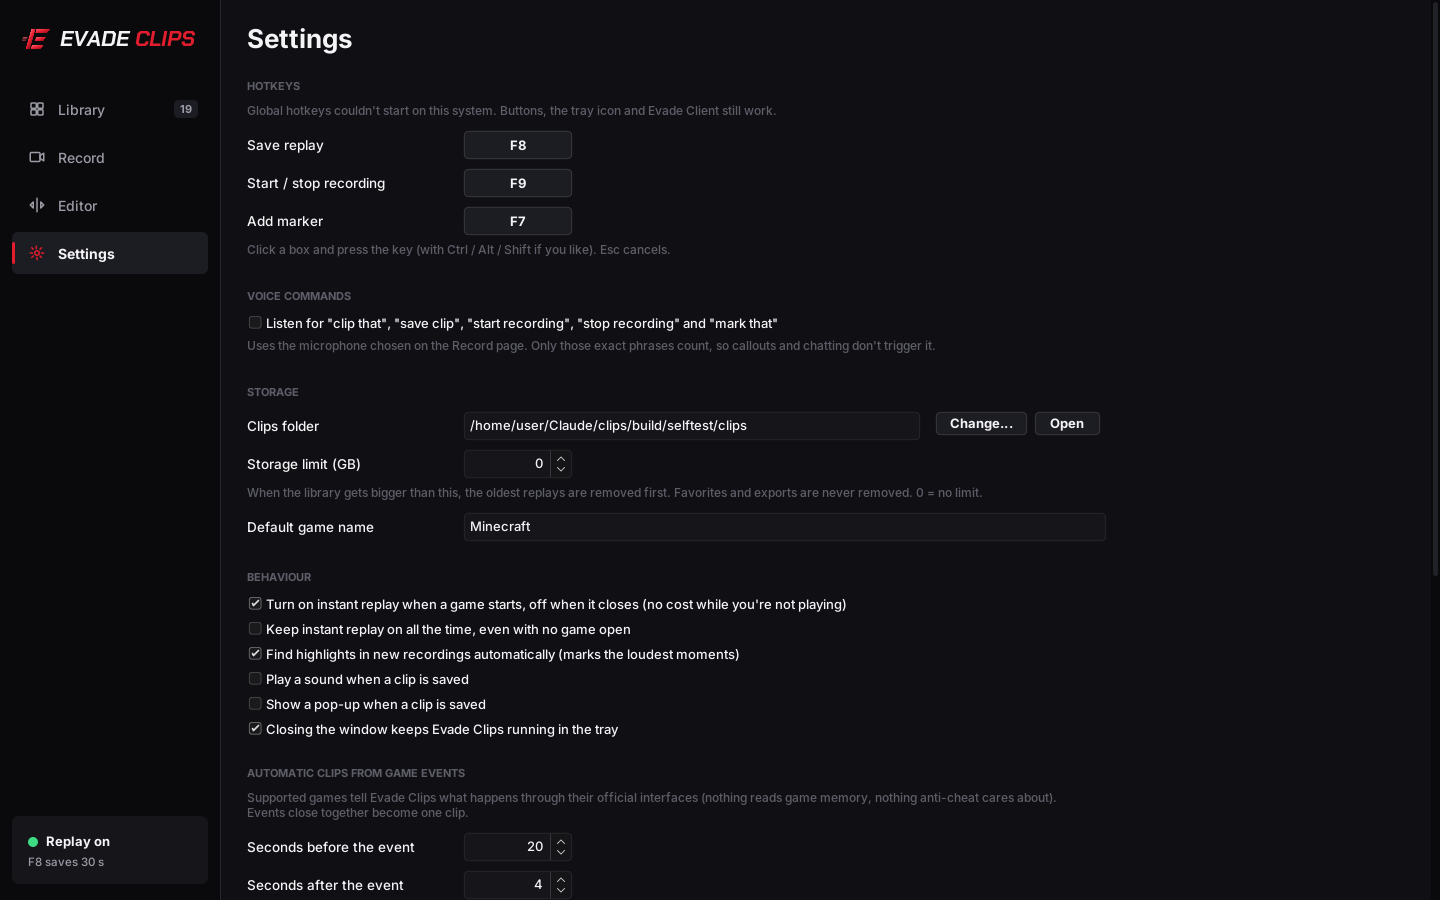 EVADE CLIPS
Library 19
Record
Editor
Settings
Replay on
F8 saves 30 s
Settings
HOTKEYS
Global hotkeys couldn't start on this system. Buttons, the tray icon and Evade Client still work.
Save replay F8
Start / stop recording F9
Add marker F7
Click a box and press the key (with Ctrl / Alt / Shift if you like). Esc cancels.
VOICE COMMANDS
Listen for "clip that", "save clip", "start recording", "stop recording" and "mark that"
Uses the microphone chosen on the Record page. Only those exact phrases count, so callouts and chatting don't trigger it.
STORAGE
Clips folder /home/user/Claude/clips/build/selftest/clips Change... Open
Storage limit (GB) 0
When the library gets bigger than this, the oldest replays are removed first. Favorites and exports are never removed. 0 = no limit.
Default game name Minecraft
BEHAVIOUR
Turn on instant replay when a game starts, off when it closes (no cost while you're not playing)
Keep instant replay on all the time, even with no game open
Find highlights in new recordings automatically (marks the loudest moments)
Play a sound when a clip is saved
Show a pop-up when a clip is saved
Closing the window keeps Evade Clips running in the tray
AUTOMATIC CLIPS FROM GAME EVENTS
Supported games tell Evade Clips what happens through their official interfaces (nothing reads game memory, nothing anti-cheat cares about).
Events close together become one clip.
Seconds before the event 20
Seconds after the event 4